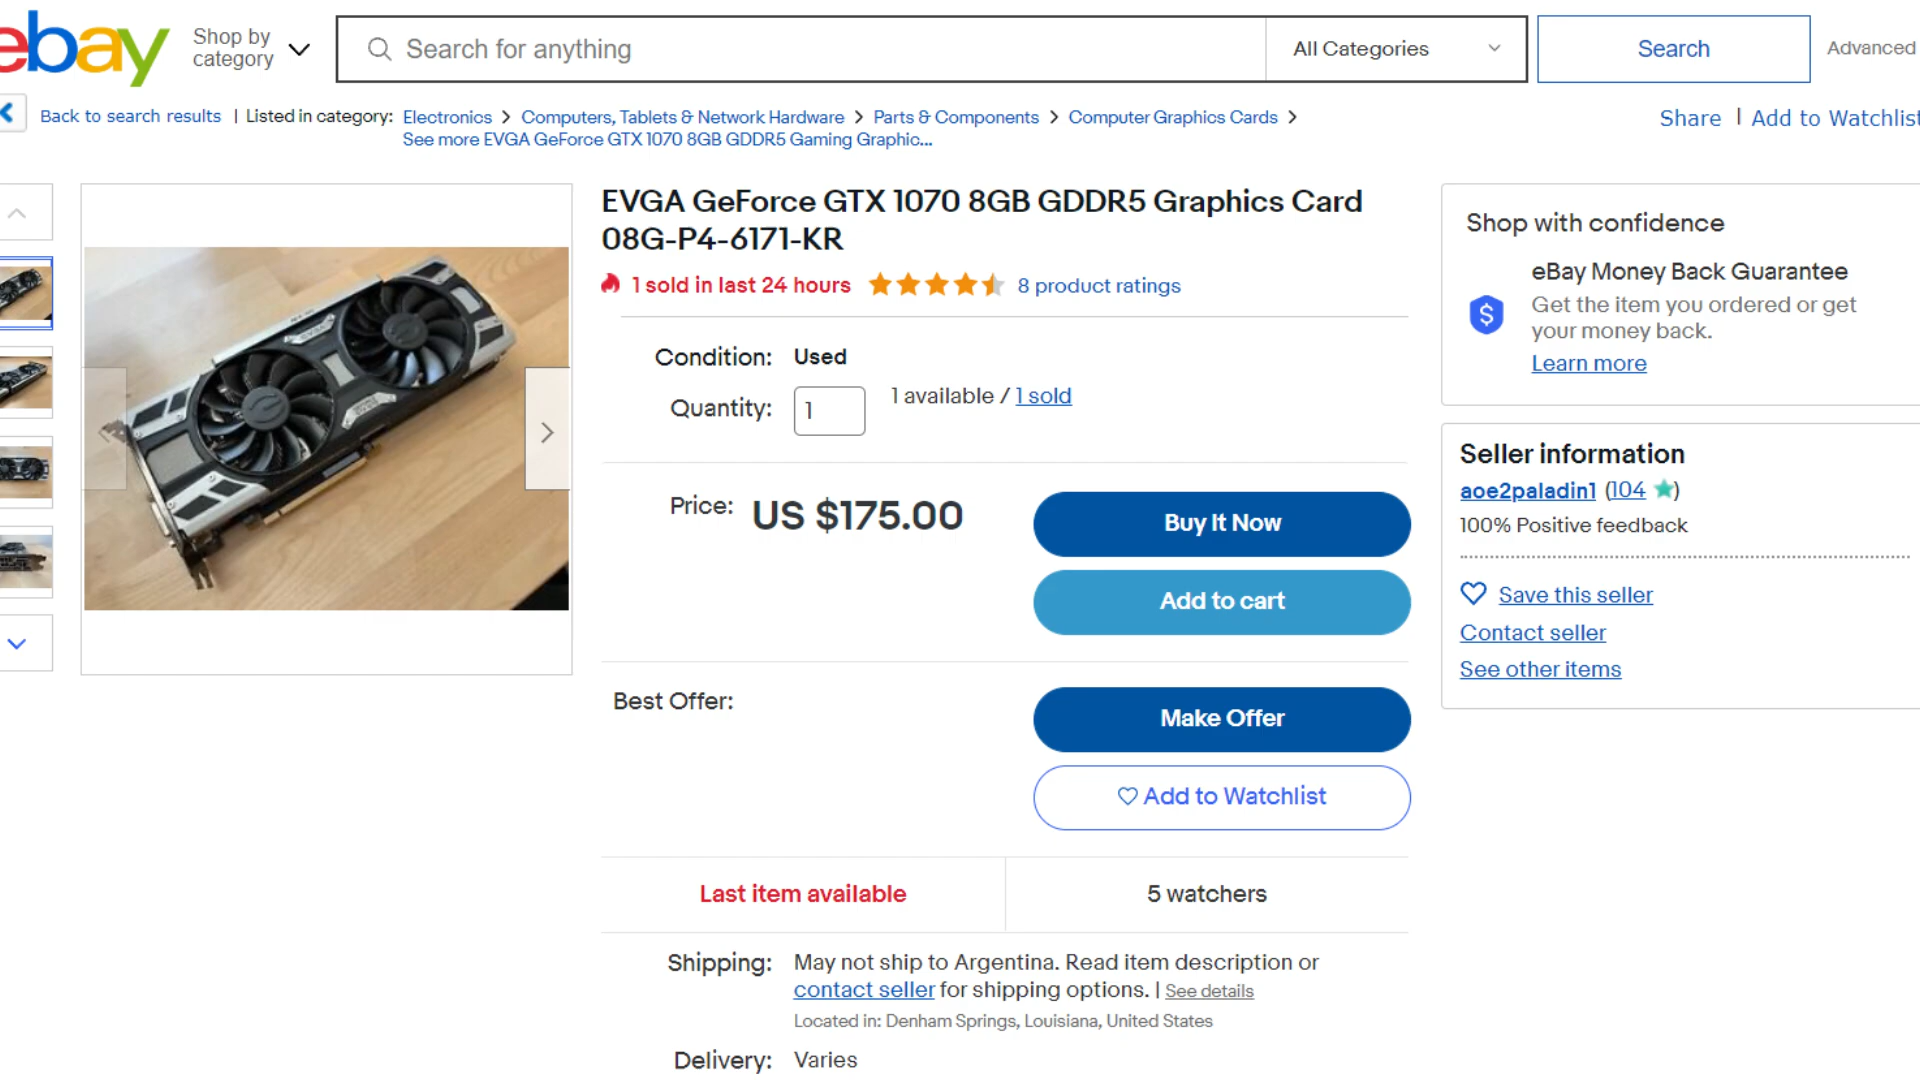 ebay
Shop by
category
Search for anything
All Categories
Search
Advanced
Back to search results | Listed in category: Electronics > Computers, Tablets & Network Hardware > Parts & Components > Computer Graphics Cards >
See more EVGA GeForce GTX 1070 8GB GDDR5 Gaming Graphic...
Share | Add to Watchlist
EVGA GeForce GTX 1070 8GB GDDR5 Graphics Card
08G-P4-6171-KR
1 sold in last 24 hours
8 product ratings
Condition: Used
Quantity: 1
1 available / 1 sold
Price: US $175.00
Buy It Now
Add to cart
Best Offer:
Make Offer
Add to Watchlist
Last item available
5 watchers
Shipping: May not ship to Argentina. Read item description or
contact seller for shipping options. | See details
Located in: Denham Springs, Louisiana, United States
Delivery: Varies
Shop with confidence
eBay Money Back Guarantee
Get the item you ordered or get
your money back.
Learn more
Seller information
aoe2paladin1 (104)
100% Positive feedback
Save this seller
Contact seller
See other items